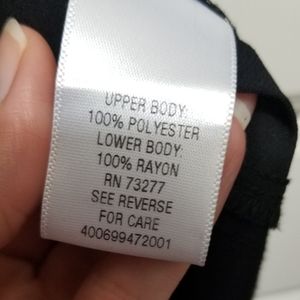 UPPER BODY:
100% POLYESTER
LOWER BODY:
100% RAYON
RN 73277
SEE REVERSE
FOR CARE
400699472001